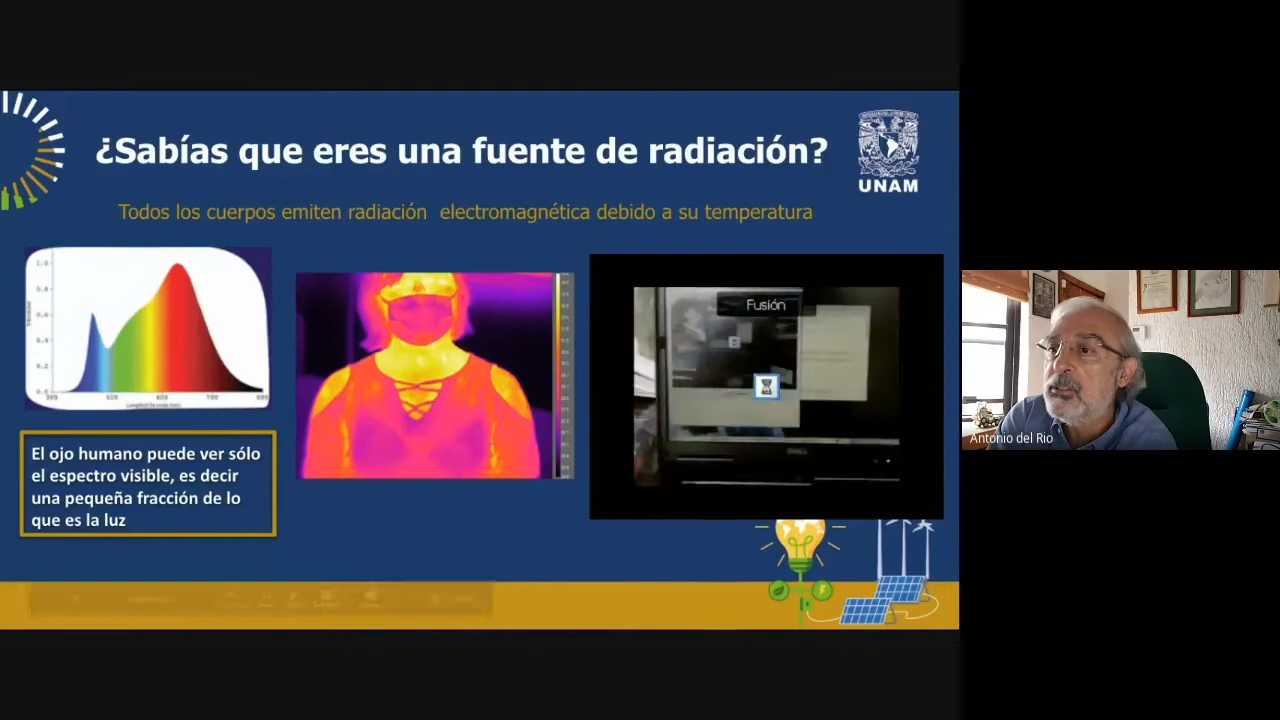 ¿Sabías que eres una fuente de radiación?
UNAM
Todos los cuerpos emiten radiación electromagnética debido a su temperatura
1.0
Fusión
El ojo humano puede ver sólo
el espectro visible, es decir
una pequeña fracción de lo
que es la luz
Antonio del Rio